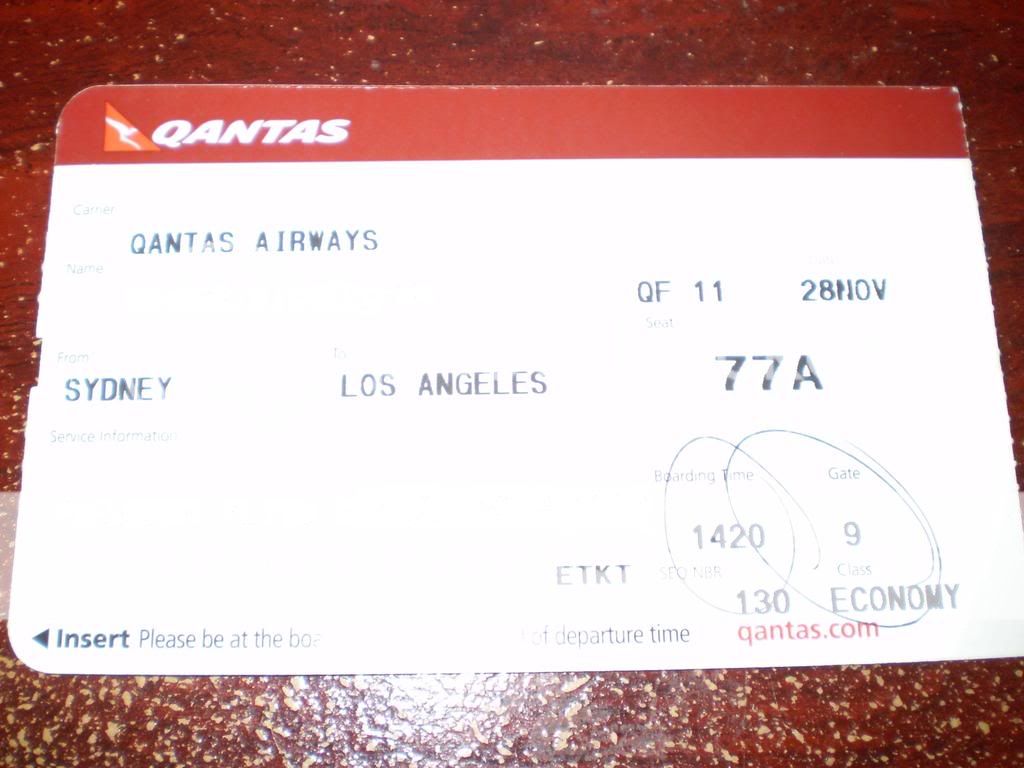 QANTAS
Carrier
QANTAS AIRWAYS
Name
QF 11 28NOV
Seat
From To
SYDNEY LOS ANGELES 77A
Service Information
Boarding Time Gate
1420 9
ETKT SEQ NBR Class
130 ECONOMY
Insert Please be at the of departure time qantas.com